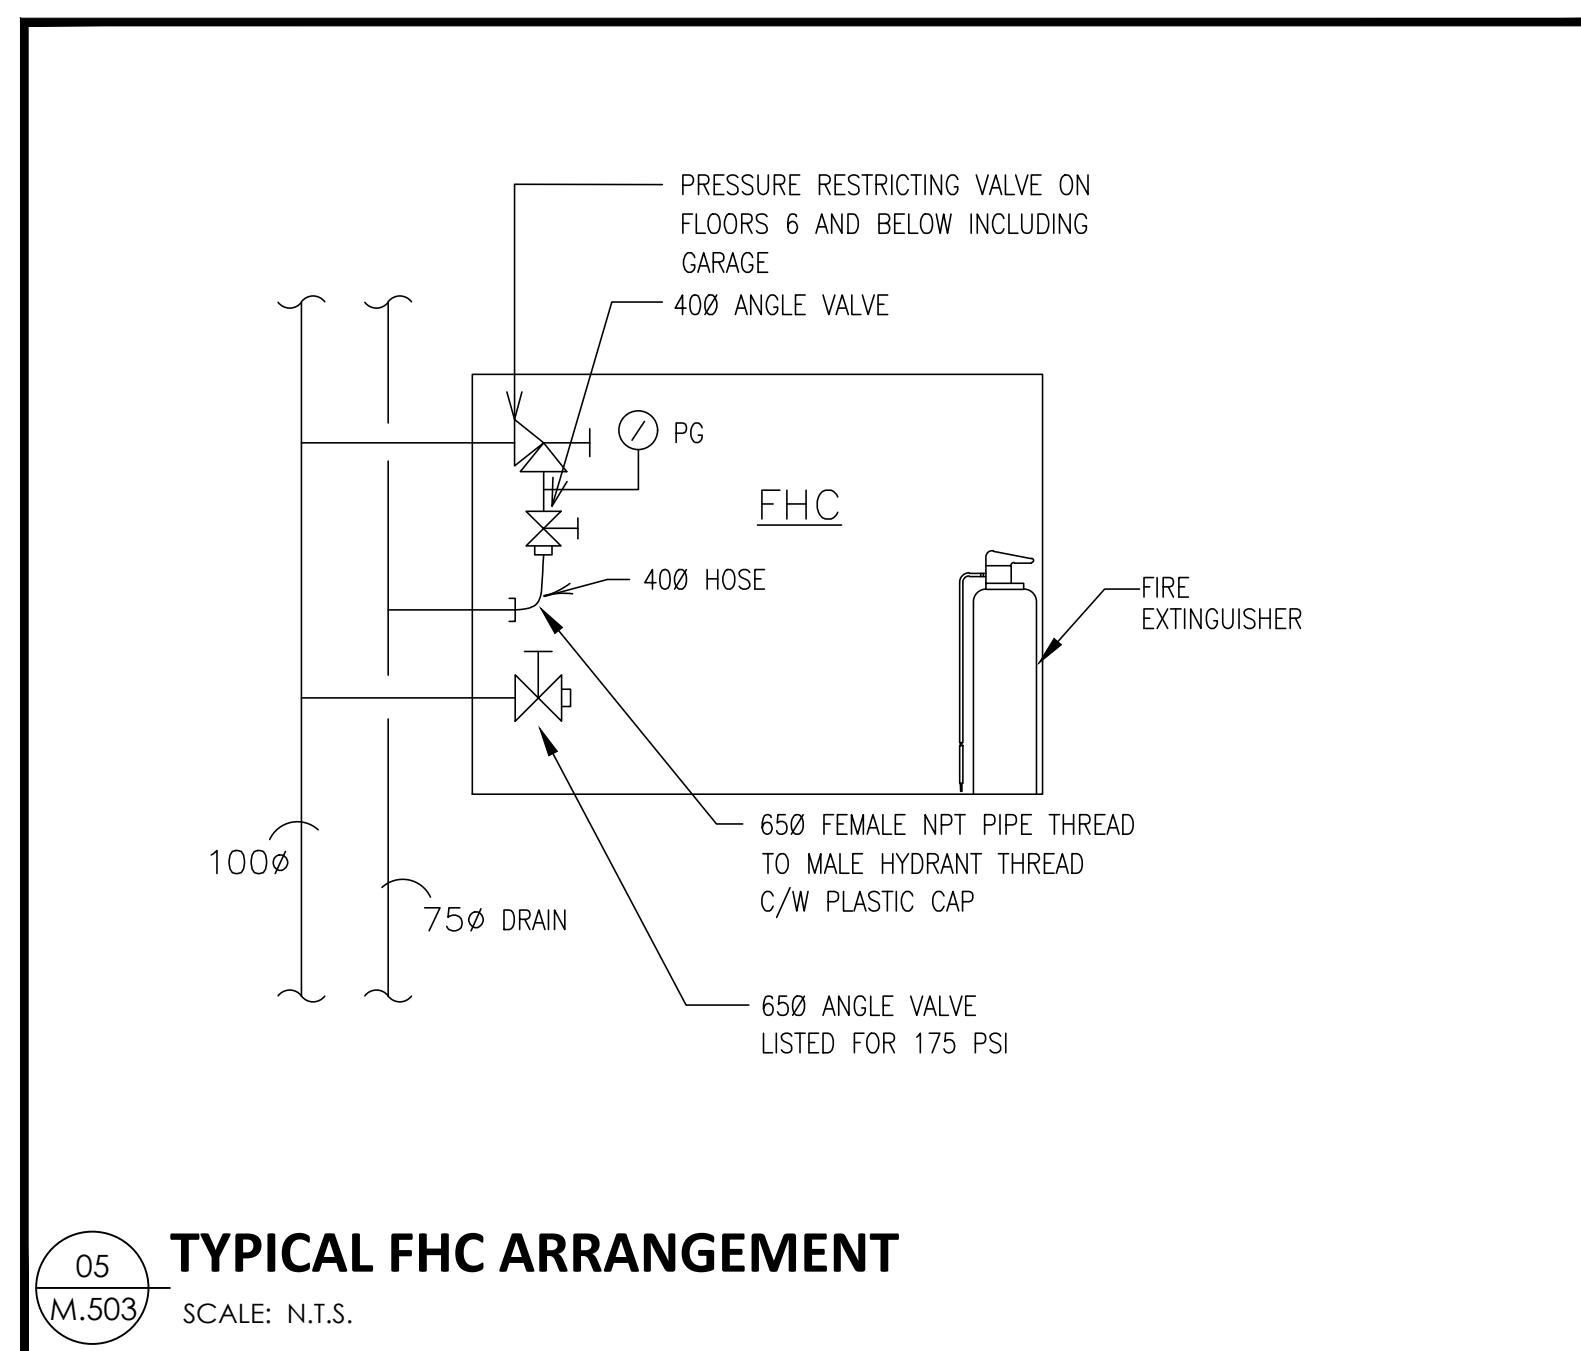 PRESSURE RESTRICTING VALVE ON
FLOORS 6 AND BELOW INCLUDING
GARAGE
40Ø ANGLE VALVE
PG
FHC
40Ø HOSE
FIRE
EXTINGUISHER
65Ø FEMALE NPT PIPE THREAD
TO MALE HYDRANT THREAD
C/W PLASTIC CAP
100ø
75ø DRAIN
65Ø ANGLE VALVE
LISTED FOR 175 PSI
05
M.503
TYPICAL FHC ARRANGEMENT
SCALE: N.T.S.